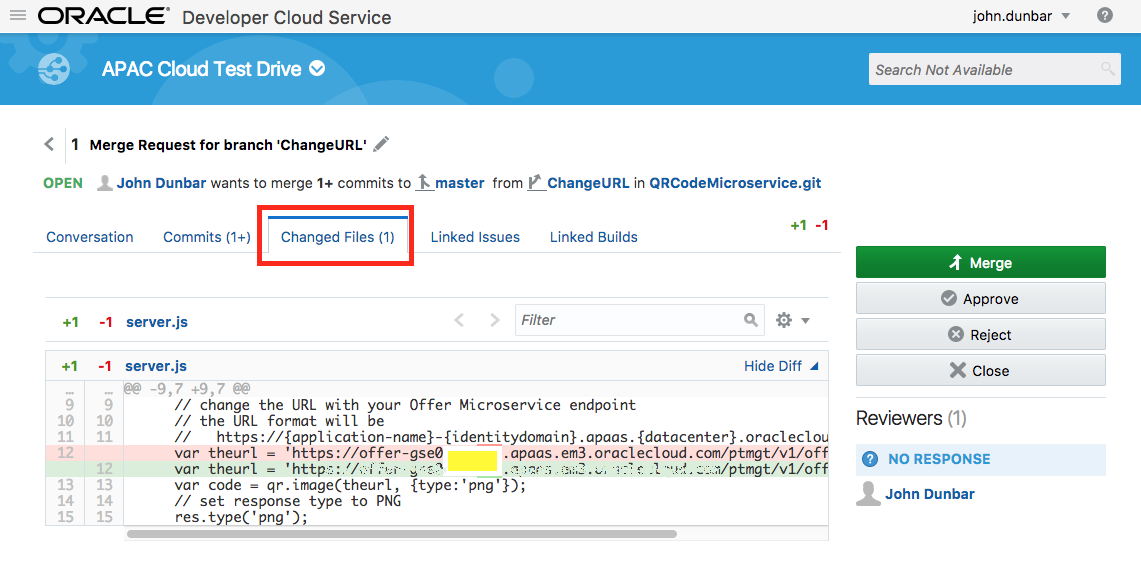 ORACLE® Developer Cloud Service
john.dunbar
APAC Cloud Test Drive
Search Not Available
1 Merge Request for branch 'ChangeURL'
OPEN John Dunbar wants to merge 1+ commits to master from ChangeURL in QRCodeMicroservice.git
Conversation Commits (1+) Changed Files (1) Linked Issues Linked Builds
+1 -1
Merge
Approve
Reject
Close
Reviewers (1)
NO RESPONSE
John Dunbar
+1 -1 server.js
Filter
+1 -1 server.js
Hide Diff
... ... @@ -9,7 +9,7 @@
9 9 // change the URL with your Offer Microservice endpoint
10 10 // the URL format will be
11 11 // https://{application-name}-{identitydomain}.apaas.{datacenter}.oraclecloud
12 var theurl = 'https://offer-gse0 .apaas.em3.oraclecloud.com/ptmgt/v1/off
12 var theurl = 'https:// .apaas.em3.oraclecloud.com/ptmgt/v1/off
13 13 var code = qr.image(theurl, {type:'png'});
14 14 // set response type to PNG
15 15 res.type('png');